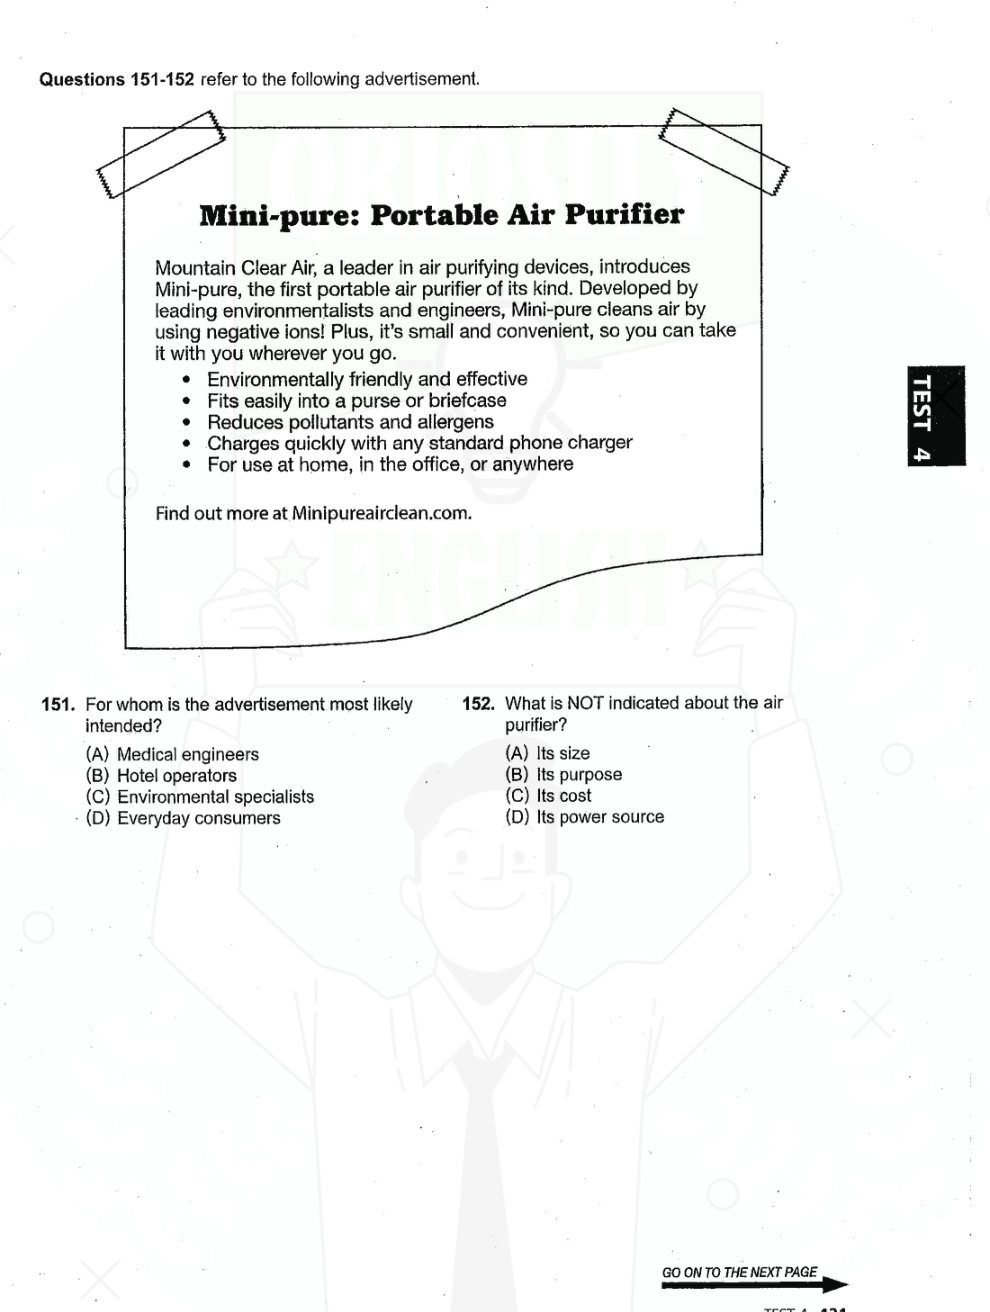 Questions 151-152 refer to the following advertisement.
Mini-pure: Portable Air Purifier
Mountain Clear Air, a leader in air purifying devices, introduces
Mini-pure, the first portable air purifier of its kind. Developed by
leading environmentalists and engineers, Mini-pure cleans air by
using negative ions! Plus, it's small and convenient, so you can take
it with you wherever you go.
• Environmentally friendly and effective
• Fits easily into a purse or briefcase
• Reduces pollutants and allergens
• Charges quickly with any standard phone charger
• For use at home, in the office, or anywhere
Find out more at Minipureairclean.com.
TEST 4
151. For whom is the advertisement most likely
intended?
(A) Medical engineers
(B) Hotel operators
(C) Environmental specialists
(D) Everyday consumers
152. What is NOT indicated about the air
purifier?
(A) Its size
(B) Its purpose
(C) Its cost
(D) Its power source
ENGLISH
GO ON TO THE NEXT PAGE